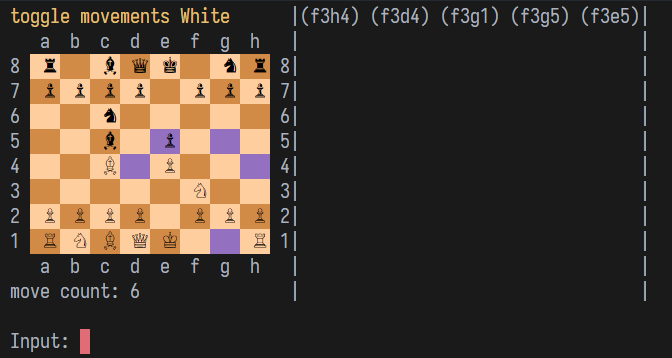 toggle movements White |(f3h4) (f3d4) (f3g1) (f3g5) (f3e5)|
a b c d e f g h
8 ♜ ♝ ♛ ♚ ♞ ♜ 8
7 ♟ ♟ ♟ ♟ ♟ ♟ ♟ 7
6 ♞ 6
5 ♝ ♟ 5
4 ♗ ♙ 4
3 ♘ 3
2 ♙ ♙ ♙ ♙ ♙ ♙ ♙ 2
1 ♖ ♘ ♗ ♕ ♔ ♖ 1
a b c d e f g h
move count: 6
Input: